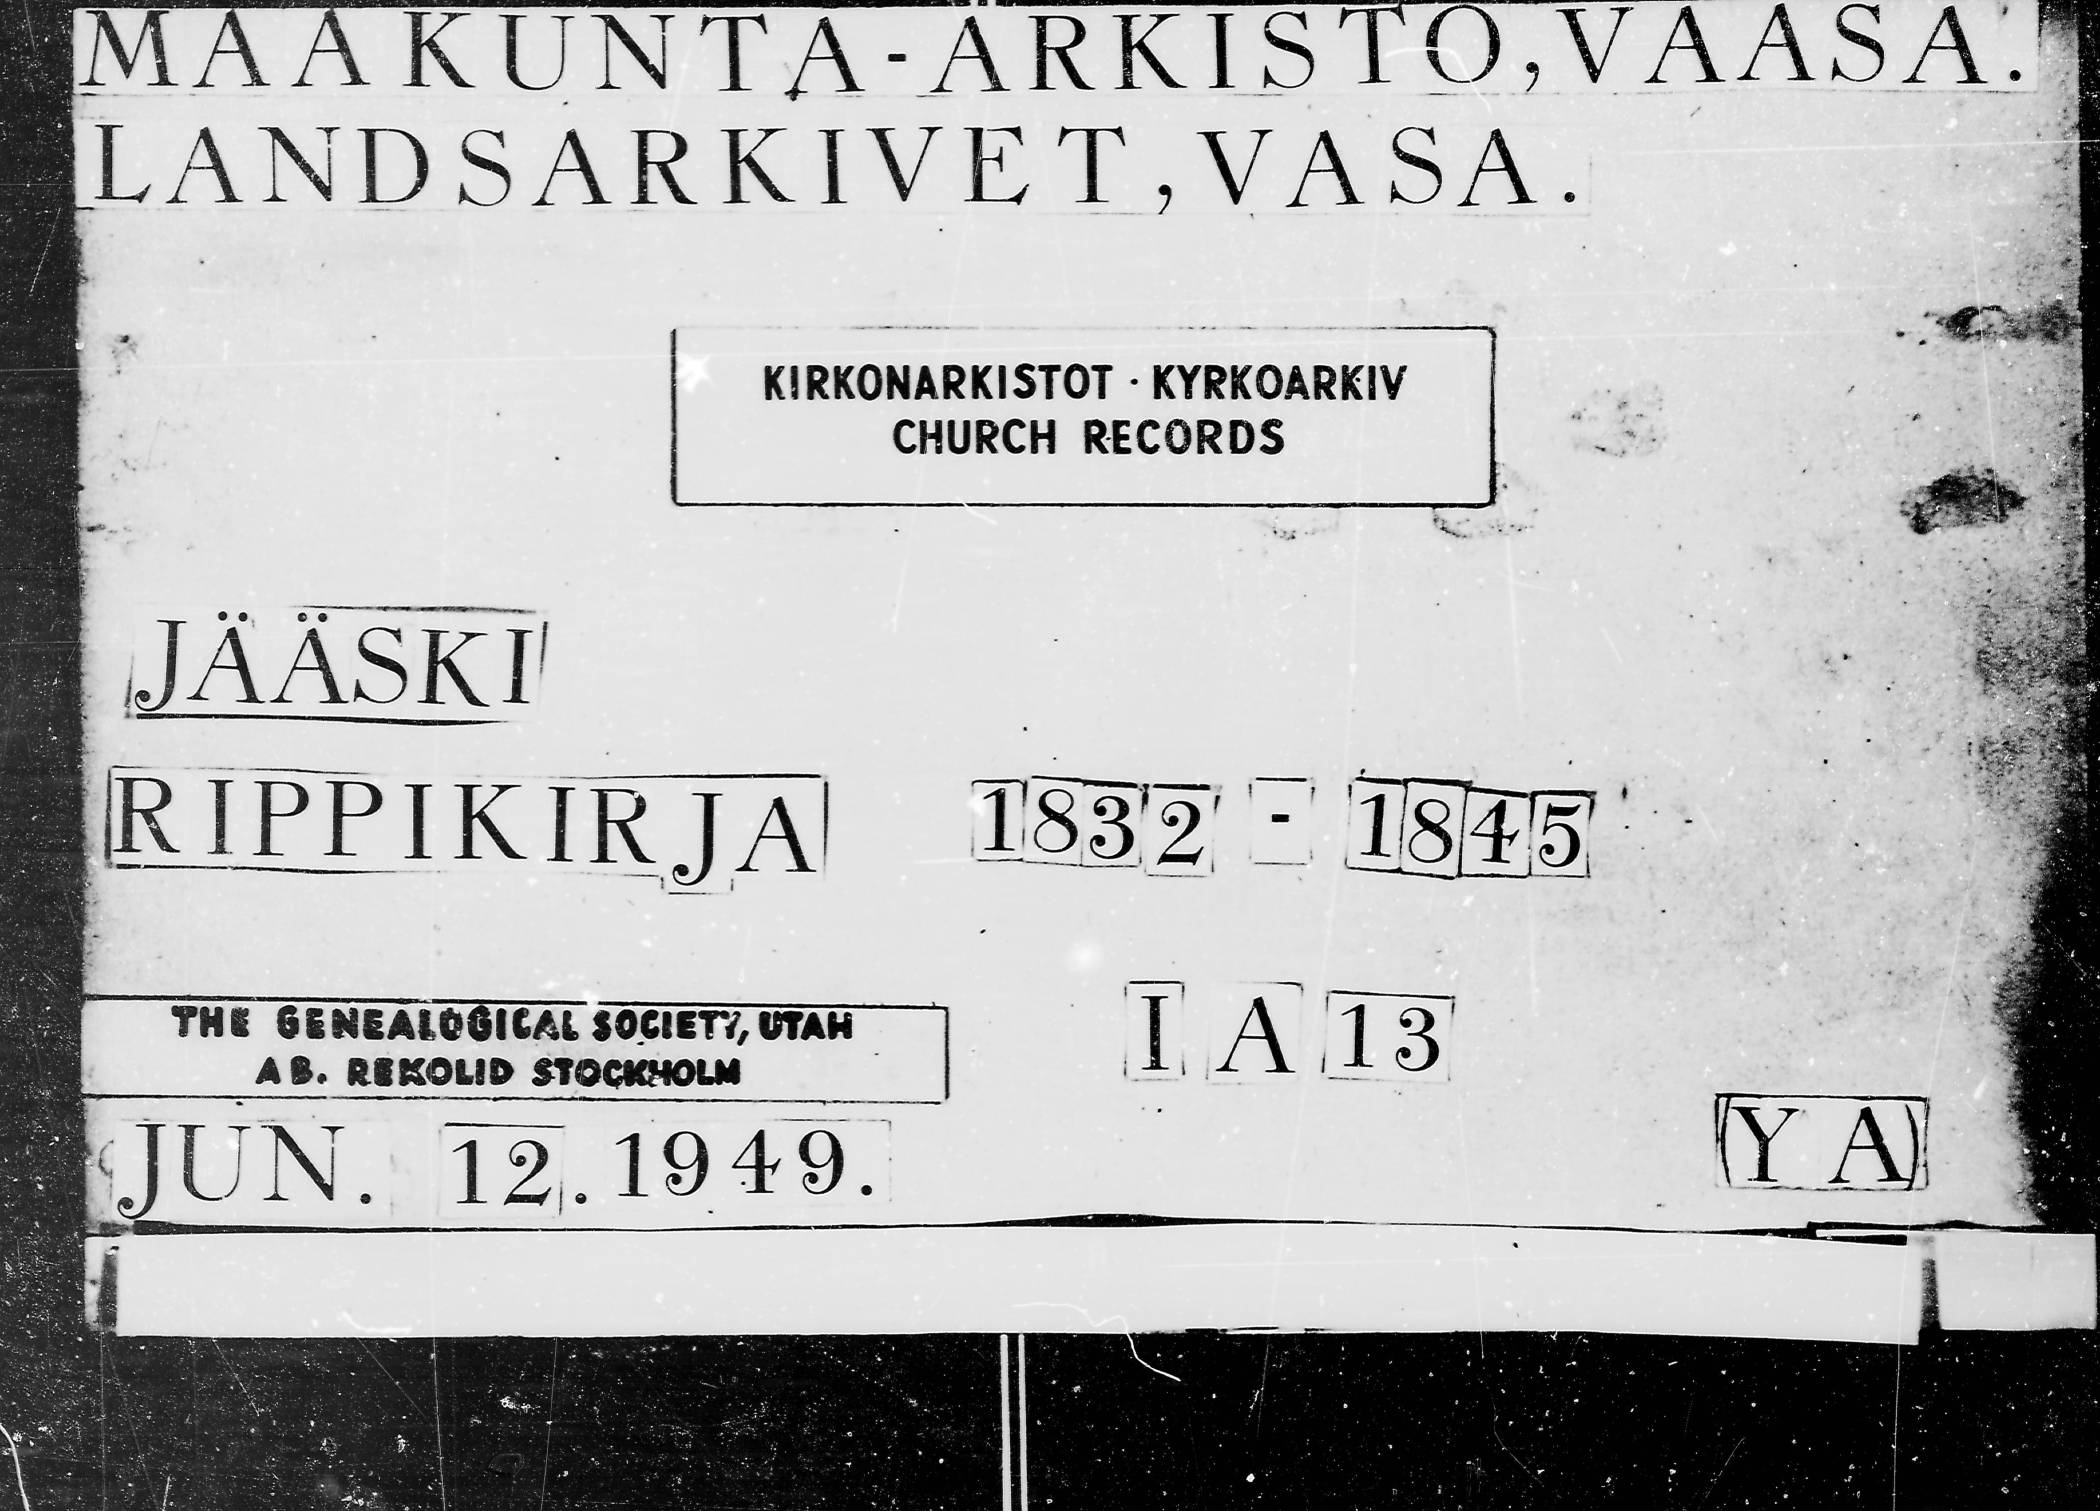 MAAKUNTA-ARKISTO, VAASA.
LANDSARKIVET, VASA.
KIRKONARKISTOT · KYRKOARKIV
CHURCH RECORDS
JÄÄSKI
RIPPIKIRJA 1832 - 1845
I A 13
THE GENEALOGICAL SOCIETY, UTAH
AB. REKOLID STOCKHOLM
JUN. 12. 1949.
(YA)